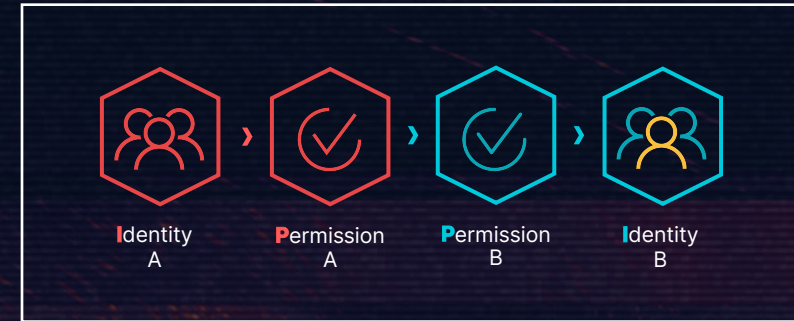 Identity
A
Permission
A
Permission
B
Identity
B